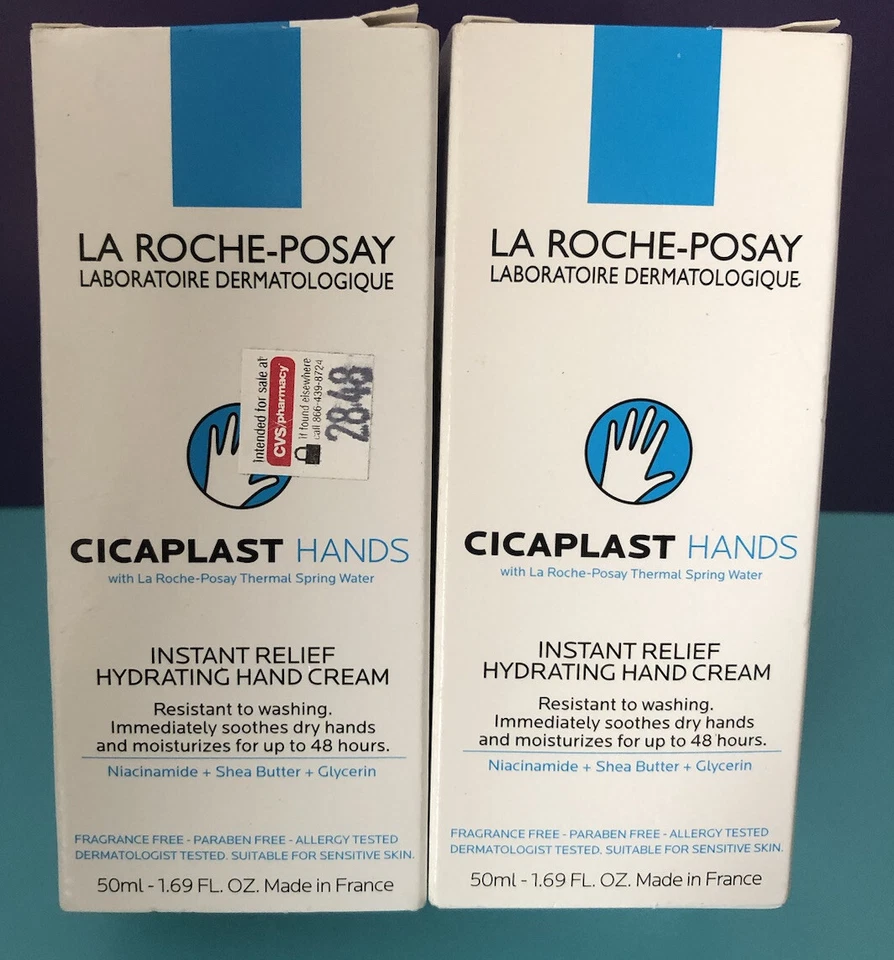 LA ROCHE-POSAY
LABORATOIRE DERMATOLOGIQUE
Intended for sale at
CVS/pharmacy
If found elsewhere
call 866-439-8724
2848
CICAPLAST HANDS
with La Roche-Posay Thermal Spring Water
INSTANT RELIEF
HYDRATING HAND CREAM
Resistant to washing.
Immediately soothes dry hands
and moisturizes for up to 48 hours.
Niacinamide + Shea Butter + Glycerin
FRAGRANCE FREE - PARABEN FREE - ALLERGY TESTED
DERMATOLOGIST TESTED. SUITABLE FOR SENSITIVE SKIN.
50ml - 1.69 FL. OZ. Made in France
LA ROCHE-POSAY
LABORATOIRE DERMATOLOGIQUE
CICAPLAST HANDS
with La Roche-Posay Thermal Spring Water
INSTANT RELIEF
HYDRATING HAND CREAM
Resistant to washing.
Immediately soothes dry hands
and moisturizes for up to 48 hours.
Niacinamide + Shea Butter + Glycerin
FRAGRANCE FREE - PARABEN FREE - ALLERGY TESTED
DERMATOLOGIST TESTED. SUITABLE FOR SENSITIVE SKIN.
50ml - 1.69 FL. OZ. Made in France